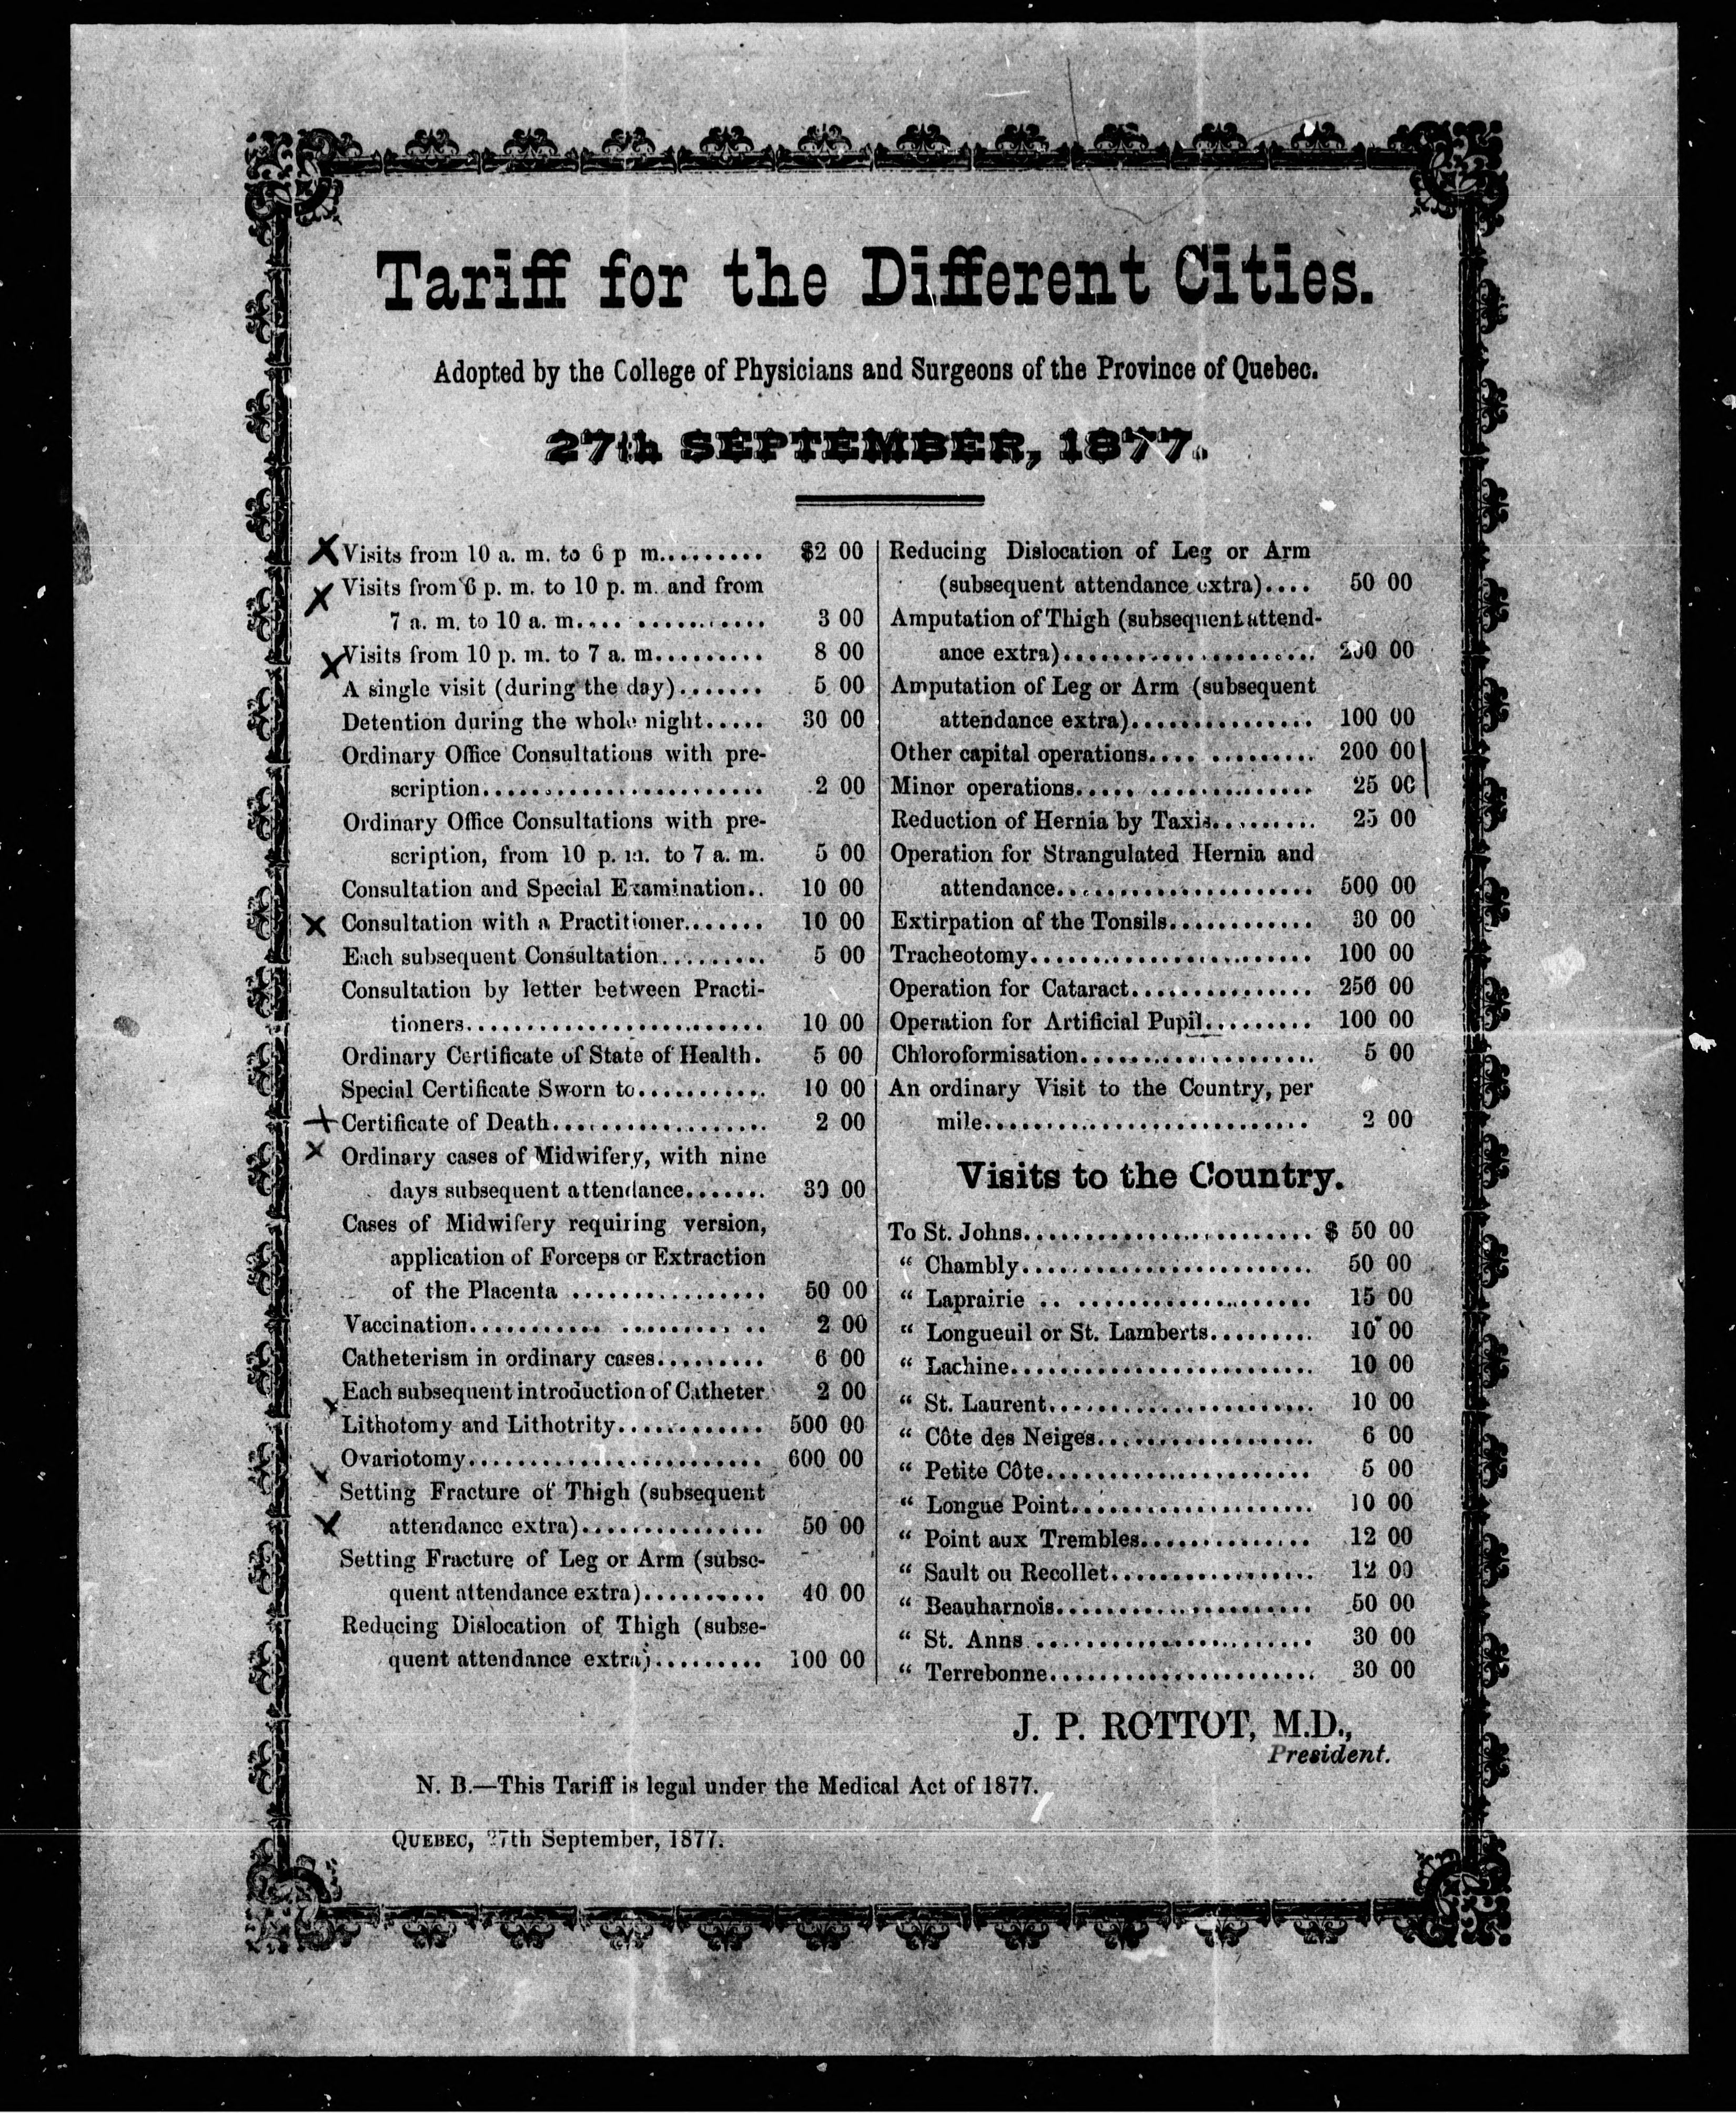 Tariff for the Different Cities.
Adopted by the College of Physicians and Surgeons of the Province of Quebec.
27th SEPTEMBER, 1877.
Visits from 10 a. m. to 6 p m......... $2 00
Visits from 6 p. m. to 10 p. m. and from
7 a. m. to 10 a. m.... ........... 3 00
Visits from 10 p. m. to 7 a. m......... 8 00
A single visit (during the day)....... 5 00
Detention during the whole night..... 30 00
Ordinary Office Consultations with pre-
scription....................... 2 00
Ordinary Office Consultations with pre-
scription, from 10 p. m. to 7 a. m. 5 00
Consultation and Special Examination.. 10 00
Consultation with a Practitioner....... 10 00
Each subsequent Consultation......... 5 00
Consultation by letter between Practi-
tioners......................... 10 00
Ordinary Certificate of State of Health. 5 00
Special Certificate Sworn to........... 10 00
Certificate of Death.................. 2 00
Ordinary cases of Midwifery, with nine
days subsequent attendance....... 30 00
Cases of Midwifery requiring version,
application of Forceps or Extraction
of the Placenta ................ 50 00
Vaccination........... ......... .. 2 00
Catheterism in ordinary cases......... 6 00
Each subsequent introduction of Catheter 2 00
Lithotomy and Lithotrity............ 500 00
Ovariotomy........................ 600 00
Setting Fracture of Thigh (subsequent
attendance extra)............... 50 00
Setting Fracture of Leg or Arm (subse-
quent attendance extra).......... 40 00
Reducing Dislocation of Thigh (subse-
quent attendance extra)......... 100 00
Reducing Dislocation of Leg or Arm
(subsequent attendance extra).... 50 00
Amputation of Thigh (subsequent attend-
ance extra)..................... 200 00
Amputation of Leg or Arm (subsequent
attendance extra)............... 100 00
Other capital operations.... ......... 200 00
Minor operations..... .............. 25 00
Reduction of Hernia by Taxis......... 25 00
Operation for Strangulated Hernia and
attendance..................... 500 00
Extirpation of the Tonsils............ 30 00
Tracheotomy....................... 100 00
Operation for Cataract............... 250 00
Operation for Artificial Pupil......... 100 00
Chloroformisation................... 5 00
An ordinary Visit to the Country, per
mile........................... 2 00
Visits to the Country.
To St. Johns........................ $ 50 00
“ Chambly........................ 50 00
“ Laprairie .. ................... 15 00
“ Longueuil or St. Lamberts......... 10 00
“ Lachine......................... 10 00
“ St. Laurent...................... 10 00
“ Côte des Neiges.................. 6 00
“ Petite Côte...................... 5 00
“ Longue Point.................... 10 00
“ Point aux Trembles.............. 12 00
“ Sault ou Recollet................. 12 00
“ Beauharnois..................... 50 00
“ St. Anns ....................... 30 00
“ Terrebonne...................... 30 00
J. P. ROTTOT, M.D.,
President.
N. B.—This Tariff is legal under the Medical Act of 1877.
QUEBEC, 27th September, 1877.